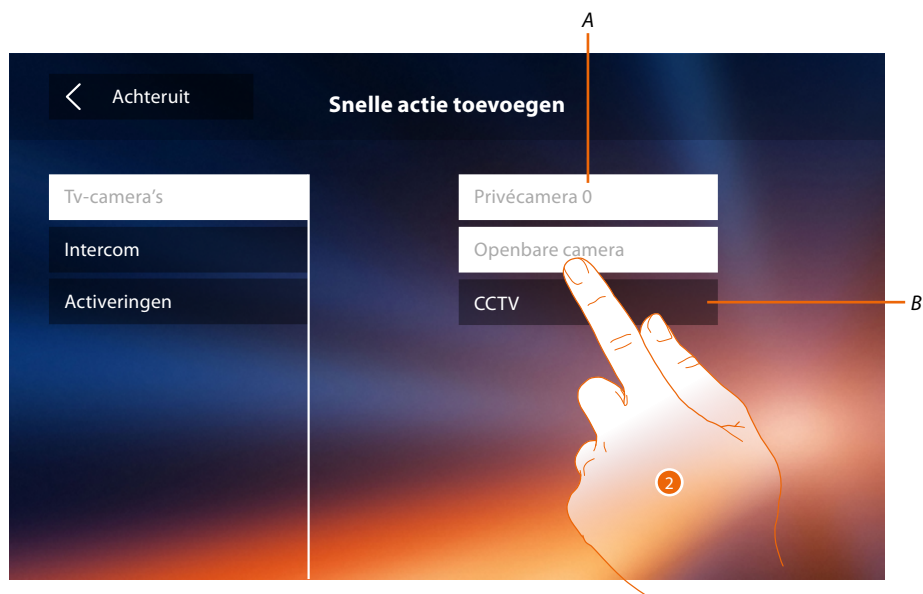 A
Achteruit
Snelle actie toevoegen
Tv-camera's
Privécamera 0
Intercom
Openbare camera
Activeringen
CCTV
B
2